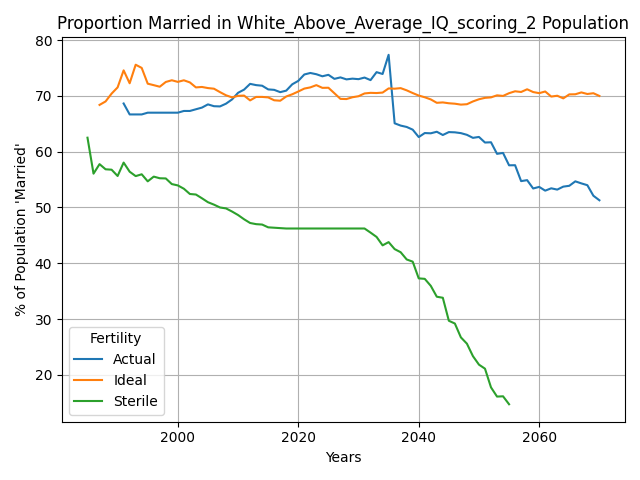 Proportion Married in White_Above_Average_IQ_scoring_2 Population
% of Population 'Married'
80
70
60
50
40
30
20
Fertility
Actual
Ideal
Sterile
2000
2020
2040
2060
Years